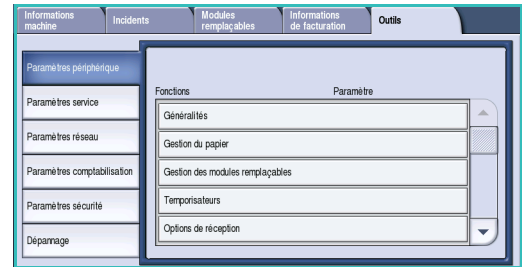 Informations machine
Incidents
Modules remplaçables
Informations de facturation
Outils
Paramètres périphérique
Paramètres service
Paramètres réseau
Paramètres comptabilisation
Paramètres sécurité
Dépannage
Fonctions
Paramètre
Généralités
Gestion du papier
Gestion des modules remplaçables
Temporisateurs
Options de réception